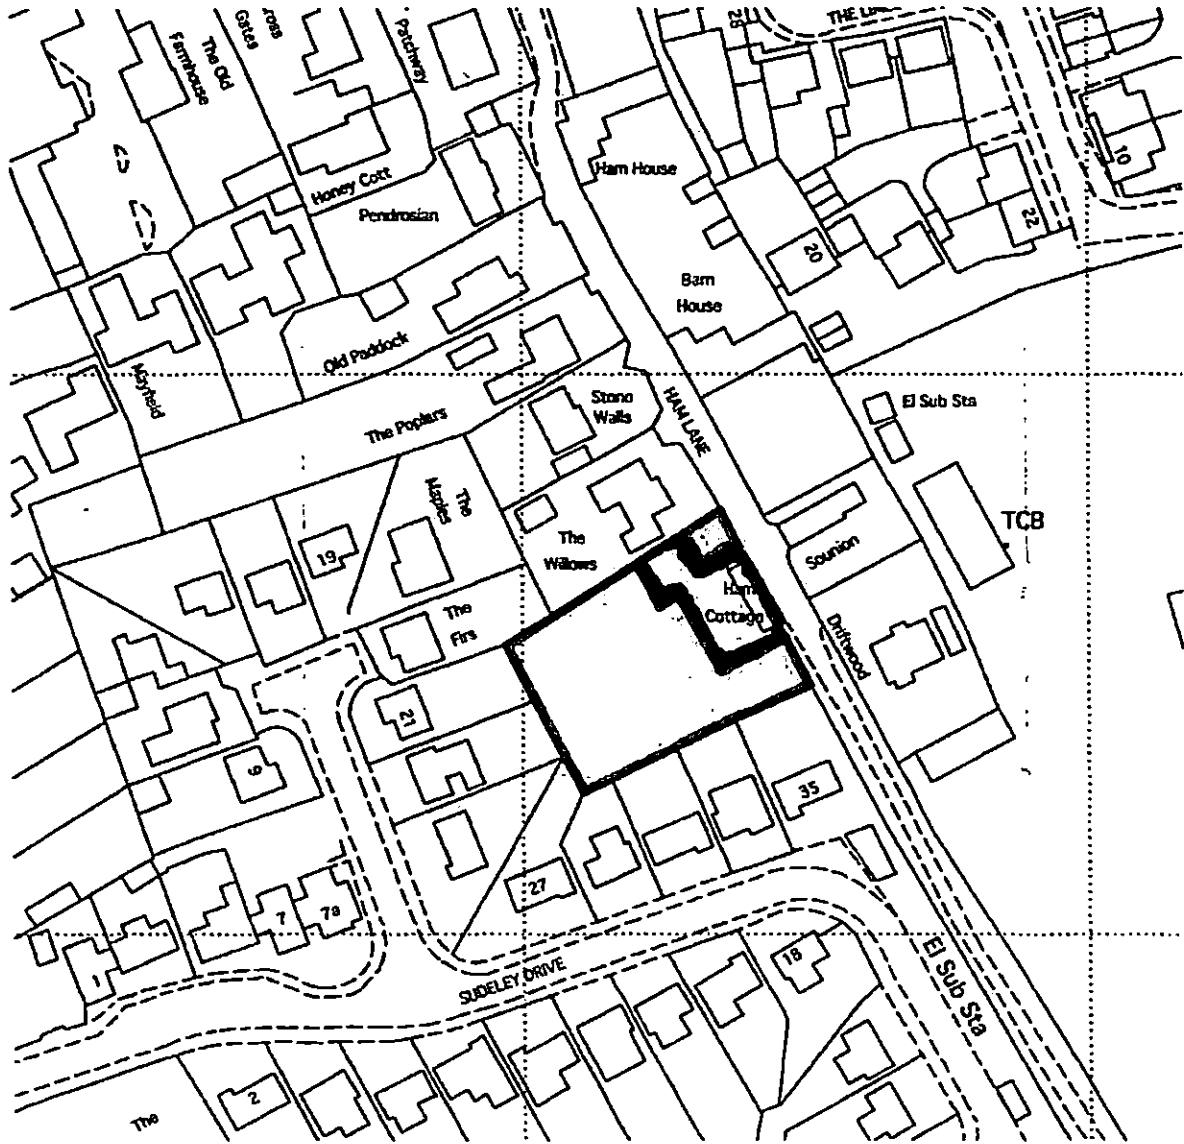 Gates
The Old
Farmhouse
Patchway
28
Ham House
10
Honey Cott
Pendrosian
22
20
Barn
House
Old Paddock
Mayfield
Stone
Walls
HAM LANE
El Sub Sta
The Poplars
The
Maples
TCB
19
The
Willows
Sounion
Ham
Cottage
The
Firs
Driftwood
21
9
35
27
7
7a
1
18
El Sub Sta
SUDELEY DRIVE
2
The